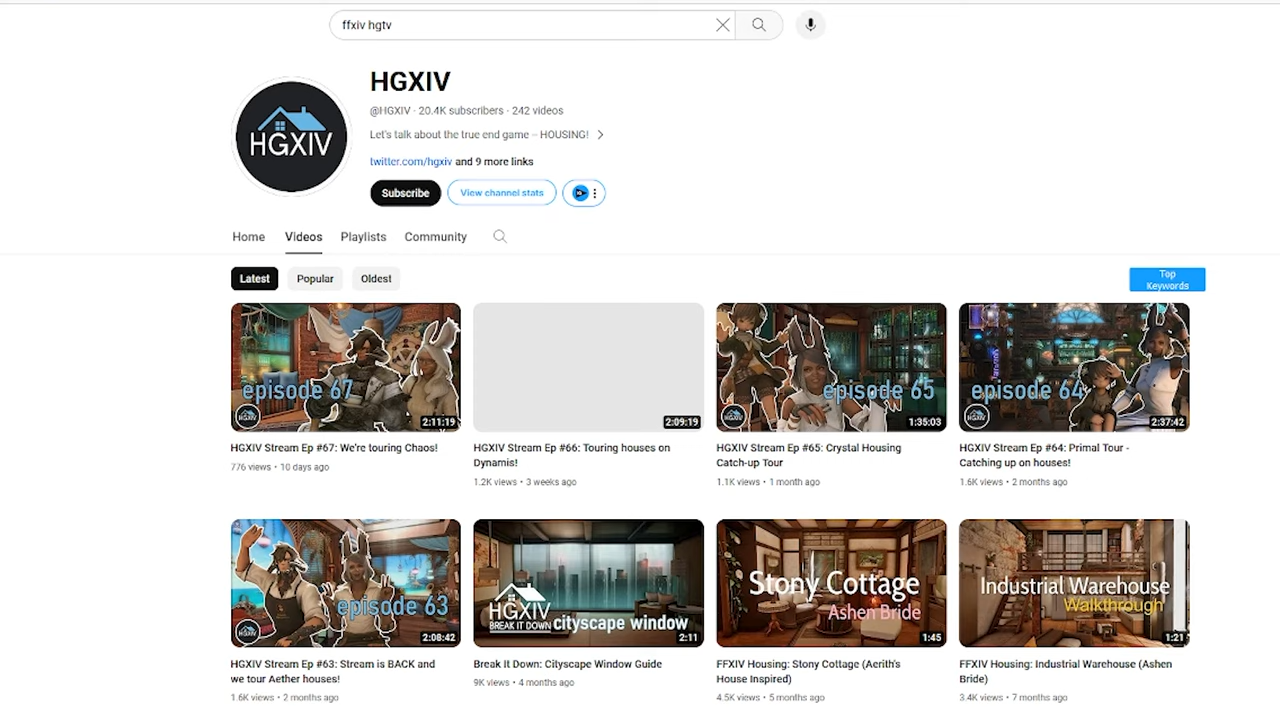 ffxiv hgtv
HGXIV
HGXIV
@HGXIV · 20.4K subscribers · 242 videos
Let's talk about the true end game – HOUSING!
twitter.com/hgxiv and 9 more links
Subscribe
View channel stats
Home
Videos
Playlists
Community
Latest
Popular
Oldest
Top
Keywords
episode 67
HGXIV
2:11:19
2:09:19
episode 65
HGXIV
1:35:03
episode 64
HGXIV
2:37:42
HGXIV Stream Ep #67: We're touring Chaos!
776 views • 10 days ago
HGXIV Stream Ep #66: Touring houses on
Dynamis!
1.2K views • 3 weeks ago
HGXIV Stream Ep #65: Crystal Housing
Catch-up Tour
1.1K views • 1 month ago
HGXIV Stream Ep #64: Primal Tour -
Catching up on houses!
1.6K views • 2 months ago
episode 63
HGXIV
2:08:42
HGXIV
BREAK IT DOWN
cityscape window
2:11
Stony Cottage
Ashen Bride
1:45
Industrial Warehouse
Walkthrough
1:21
HGXIV Stream Ep #63: Stream is BACK and
we tour Aether houses!
1.6K views • 2 months ago
Break It Down: Cityscape Window Guide
9K views • 4 months ago
FFXIV Housing: Stony Cottage (Aerith's
House Inspired)
4.5K views • 5 months ago
FFXIV Housing: Industrial Warehouse (Ashen
Bride)
3.4K views • 7 months ago